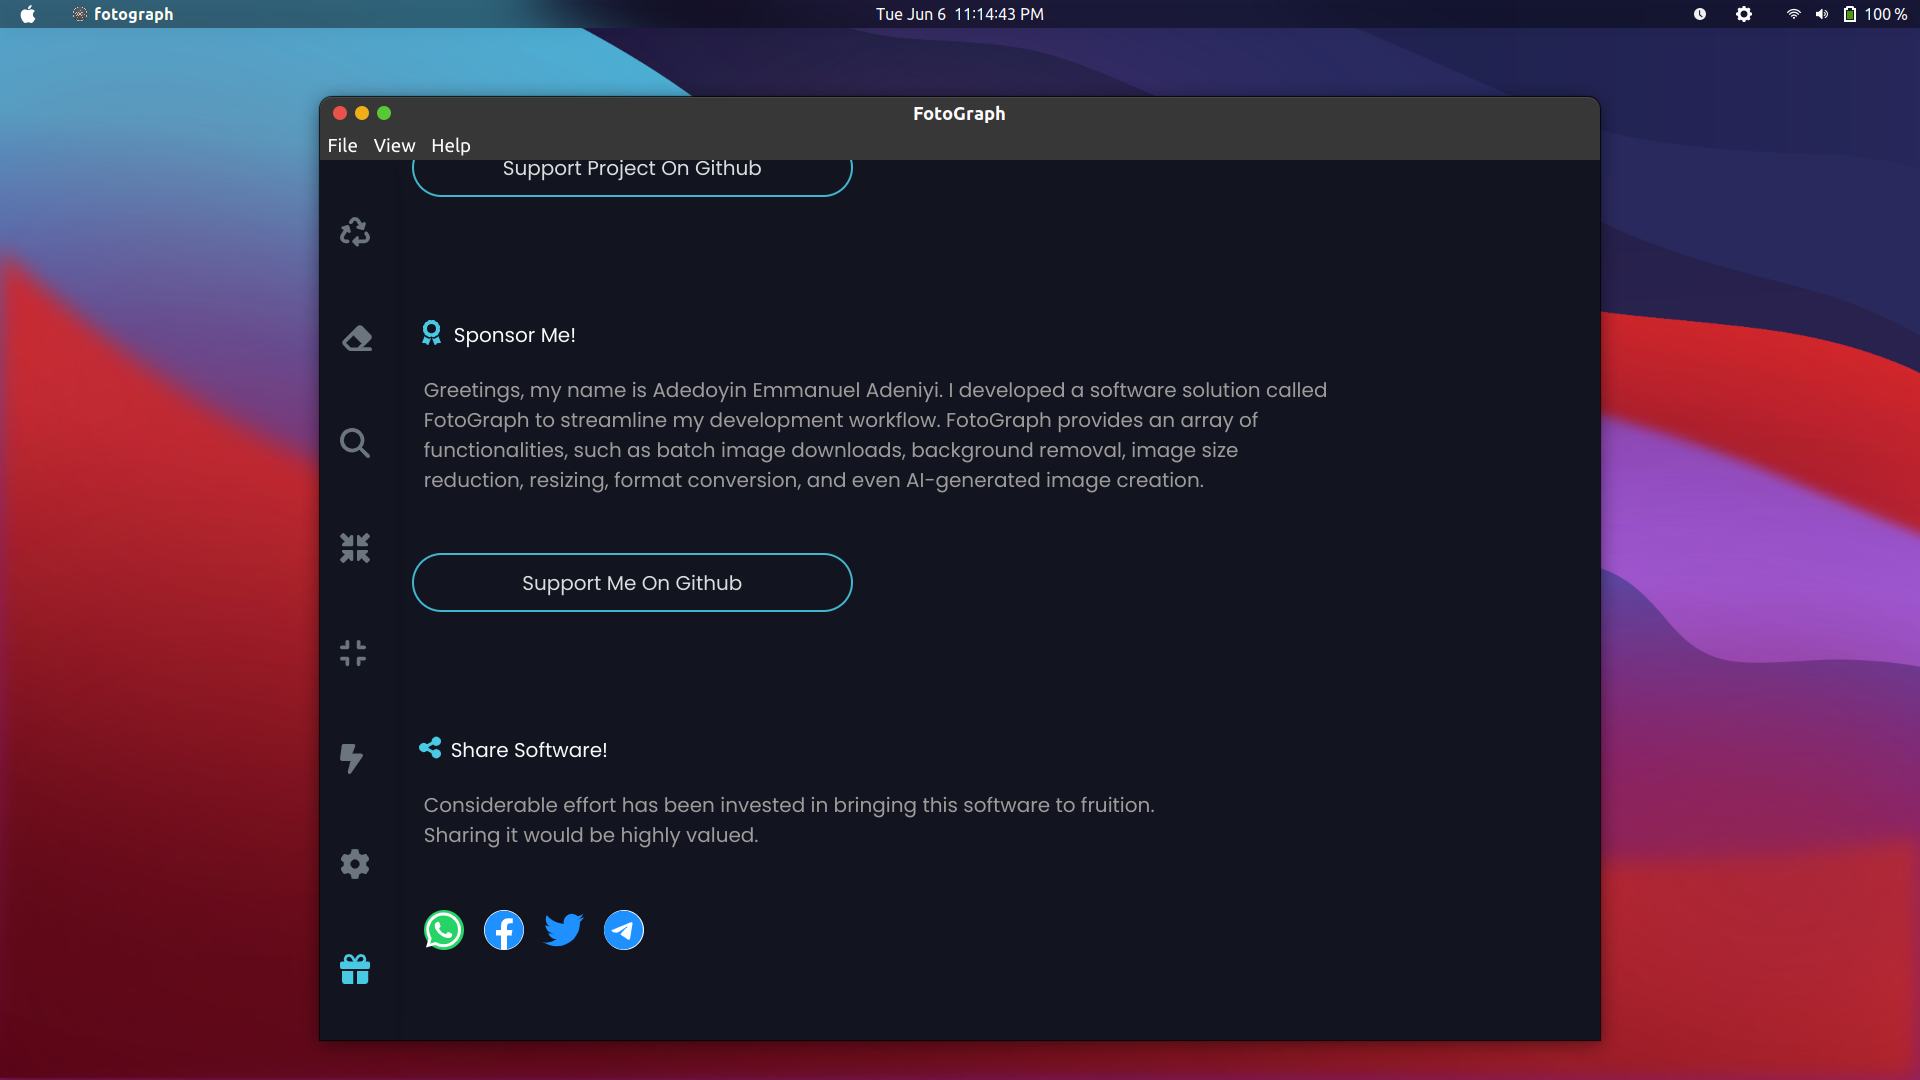 fotograph
Tue Jun 6 11:14:43 PM
100 %
FotoGraph
File View Help
Support Project On Github
Sponsor Me!
Greetings, my name is Adedoyin Emmanuel Adeniyi. I developed a software solution called
FotoGraph to streamline my development workflow. FotoGraph provides an array of
functionalities, such as batch image downloads, background removal, image size
reduction, resizing, format conversion, and even AI-generated image creation.
Support Me On Github
Share Software!
Considerable effort has been invested in bringing this software to fruition.
Sharing it would be highly valued.